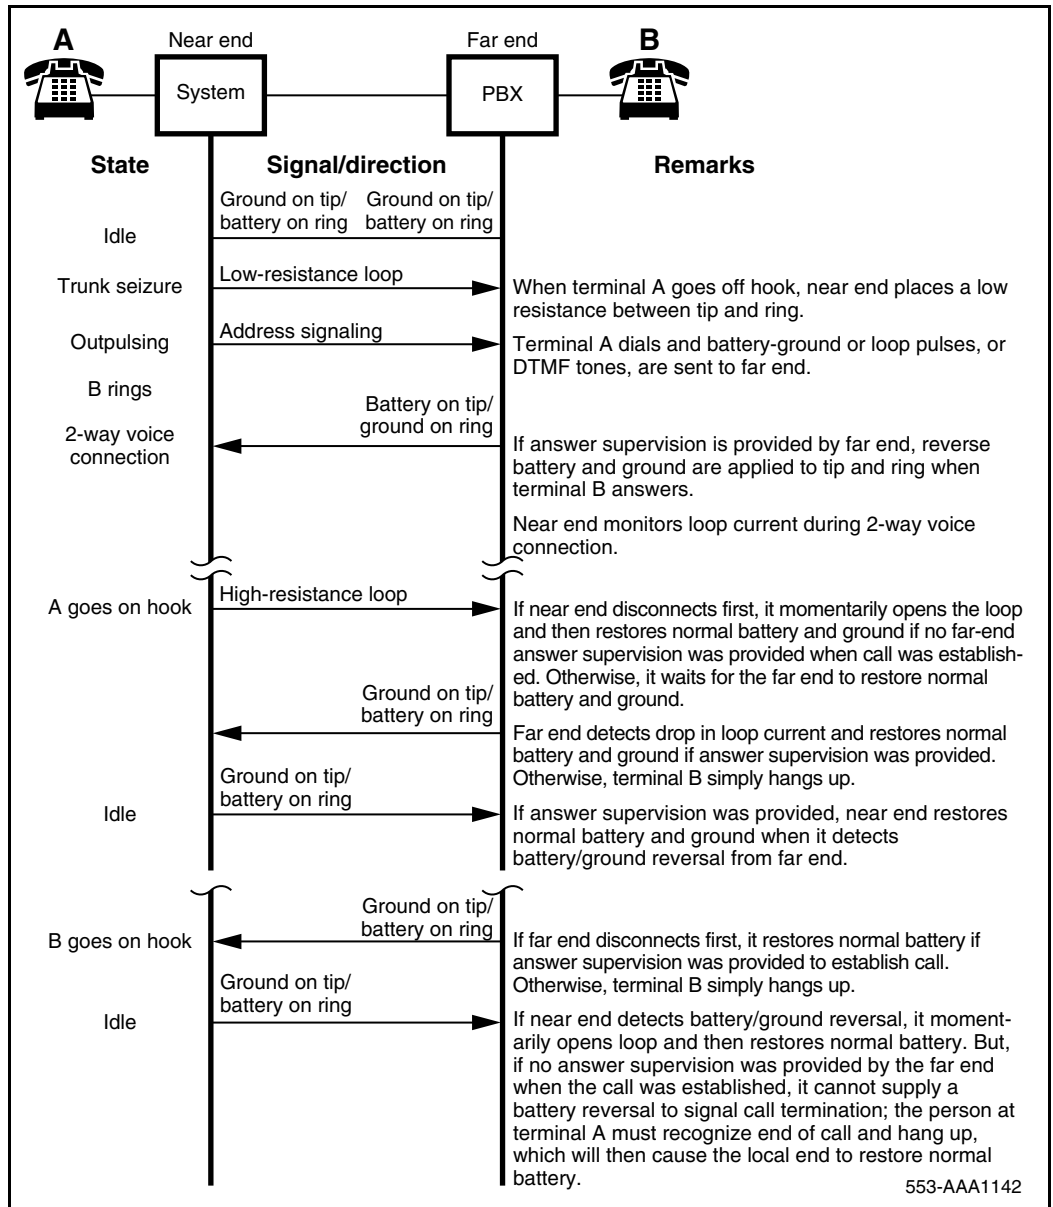 A
Near end
Far end
B
System
PBX
State
Signal/direction
Remarks
Ground on tip/
battery on ring
Ground on tip/
battery on ring
Idle
Trunk seizure
Low-resistance loop
When terminal A goes off hook, near end places a low
resistance between tip and ring.
Outpulsing
Address signaling
Terminal A dials and battery-ground or loop pulses, or
DTMF tones, are sent to far end.
B rings
Battery on tip/
ground on ring
2-way voice
connection
If answer supervision is provided by far end, reverse
battery and ground are applied to tip and ring when
terminal B answers.
Near end monitors loop current during 2-way voice
connection.
A goes on hook
High-resistance loop
If near end disconnects first, it momentarily opens the loop
and then restores normal battery and ground if no far-end
answer supervision was provided when call was establish-
ed. Otherwise, it waits for the far end to restore normal
battery and ground.
Ground on tip/
battery on ring
Far end detects drop in loop current and restores normal
battery and ground if answer supervision was provided.
Otherwise, terminal B simply hangs up.
Ground on tip/
battery on ring
Idle
If answer supervision was provided, near end restores
normal battery and ground when it detects
battery/ground reversal from far end.
Ground on tip/
battery on ring
B goes on hook
If far end disconnects first, it restores normal battery if
answer supervision was provided to establish call.
Otherwise, terminal B simply hangs up.
Ground on tip/
battery on ring
Idle
If near end detects battery/ground reversal, it moment-
arily opens loop and then restores normal battery. But,
if no answer supervision was provided by the far end
when the call was established, it cannot supply a
battery reversal to signal call termination; the person at
terminal A must recognize end of call and hang up,
which will then cause the local end to restore normal
battery.
553-AAA1142